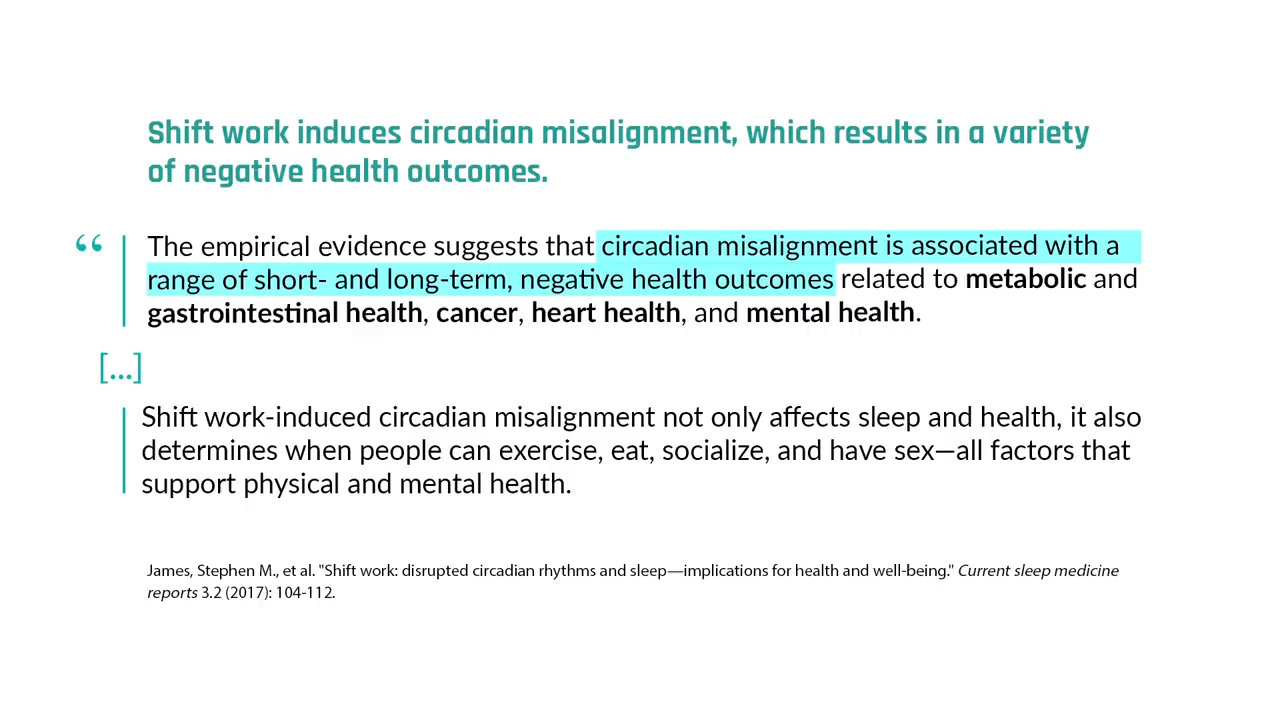 Shift work induces circadian misalignment, which results in a variety
of negative health outcomes.
“ The empirical evidence suggests that circadian misalignment is associated with a
range of short- and long-term, negative health outcomes related to metabolic and
gastrointestinal health, cancer, heart health, and mental health.
[...]
Shift work-induced circadian misalignment not only affects sleep and health, it also
determines when people can exercise, eat, socialize, and have sex—all factors that
support physical and mental health.
James, Stephen M., et al. "Shift work: disrupted circadian rhythms and sleep—implications for health and well-being." Current sleep medicine
reports 3.2 (2017): 104-112.